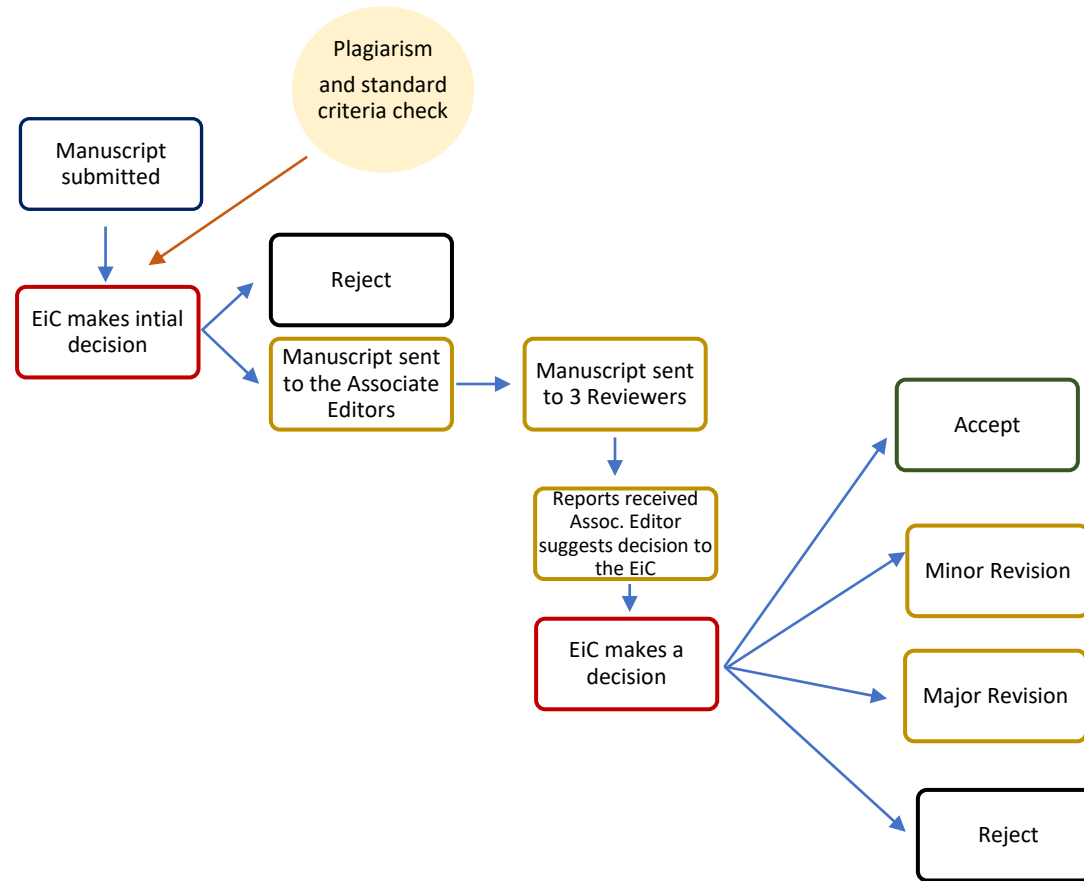 Plagiarism
and standard
criteria check
Manuscript
submitted
Reject
EiC makes intial
decision
Manuscript sent
to the Associate
Editors
Manuscript sent
to 3 Reviewers
Accept
Reports received
Assoc. Editor
suggests decision to
the EiC
Minor Revision
EiC makes a
decision
Major Revision
Reject